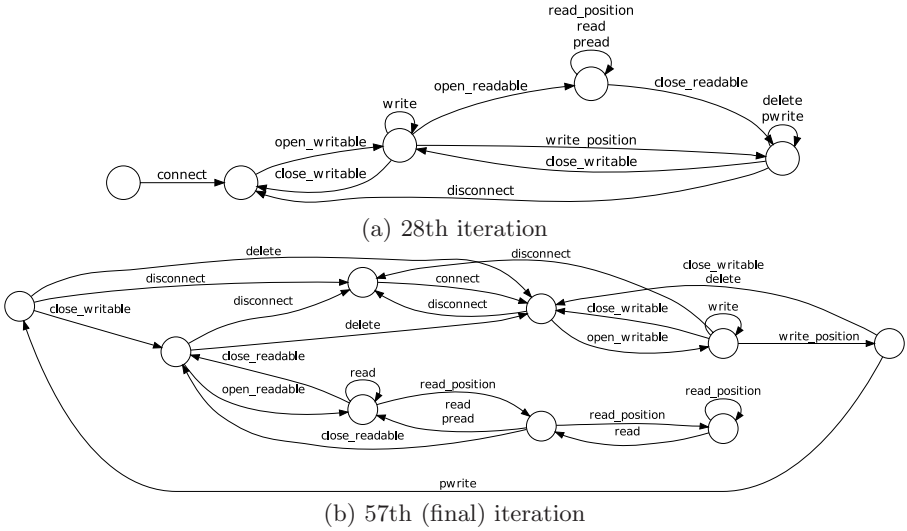 read_position
read
pread
open_readable
close_readable
write
delete
pwrite
open_writable
write_position
close_writable
close_writable
connect
disconnect
(a) 28th iteration
delete
disconnect
close_writable
delete
disconnect
connect
close_writable
disconnect
disconnect
write
close_writable
open_writable
write_position
delete
close_readable
read
read_position
read_position
open_readable
read
pread
read_position
read
close_readable
pwrite
(b) 57th (final) iteration